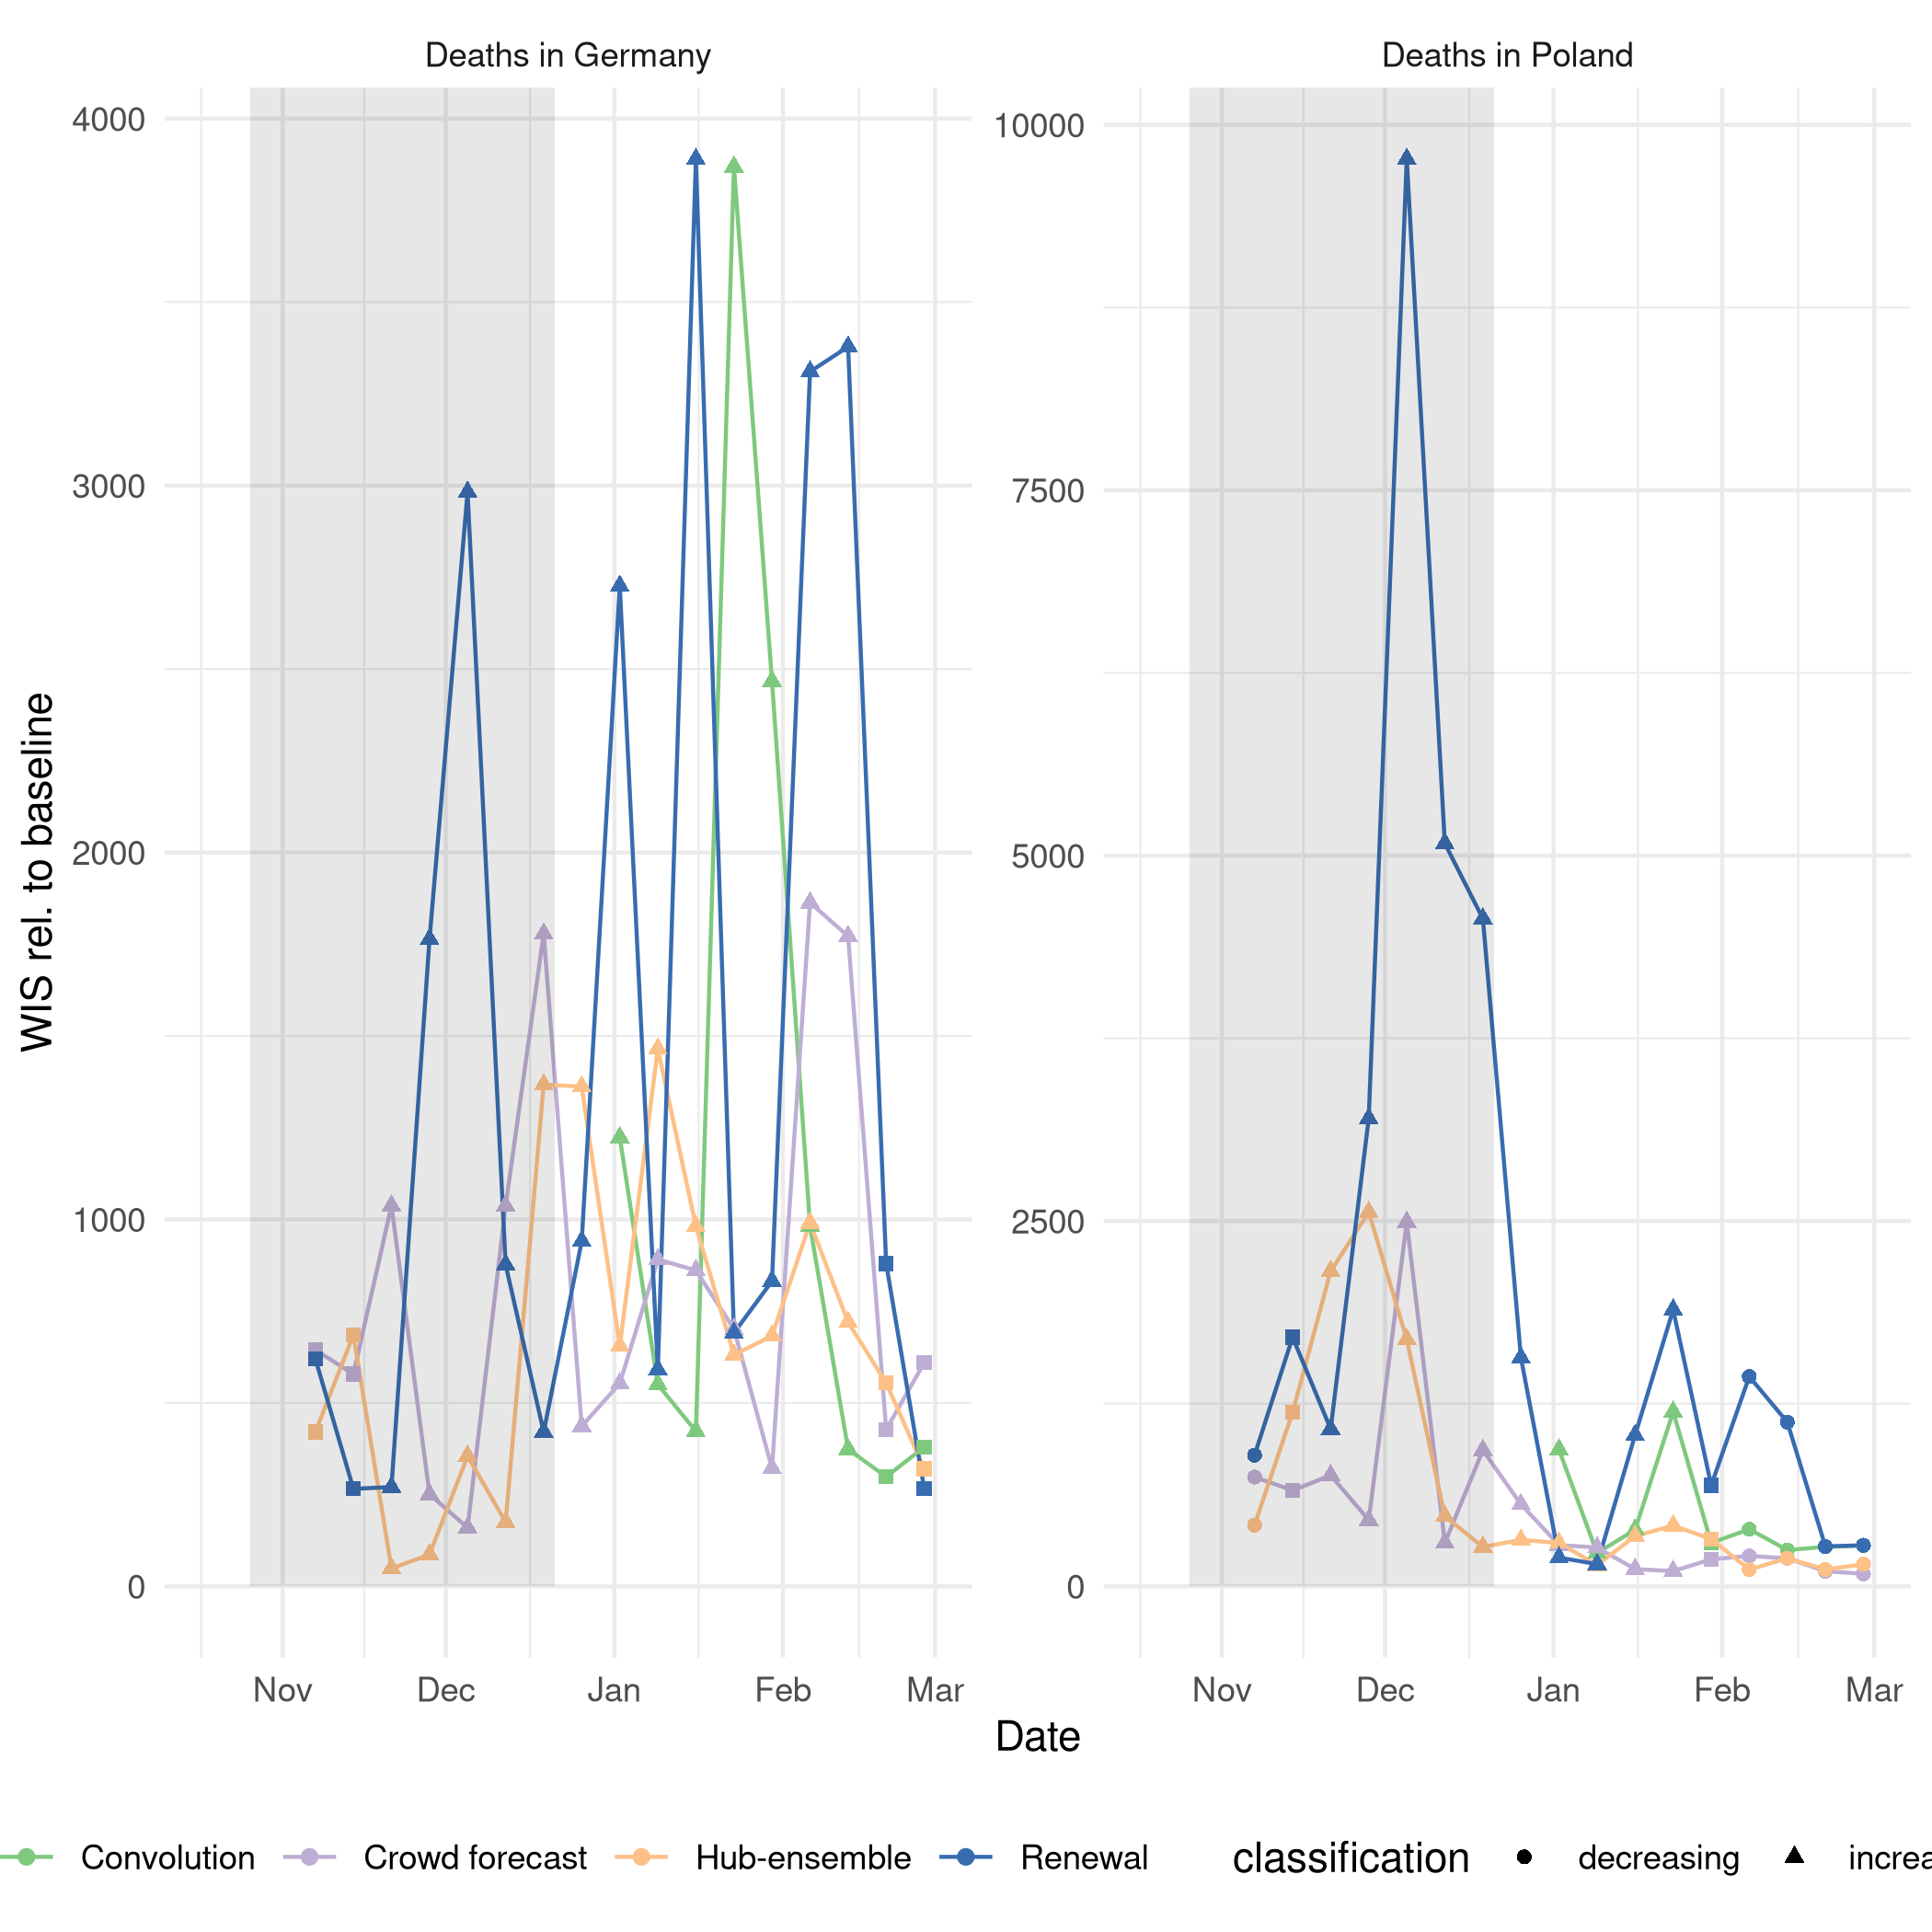 Deaths in Germany
Deaths in Poland
4000
3000
2000
1000
0
10000
7500
5000
2500
0
WIS rel. to baseline
Nov Dec Jan Feb Mar
Nov Dec Jan Feb Mar
Date
Convolution Crowd forecast Hub-ensemble Renewal classification decreasing increa